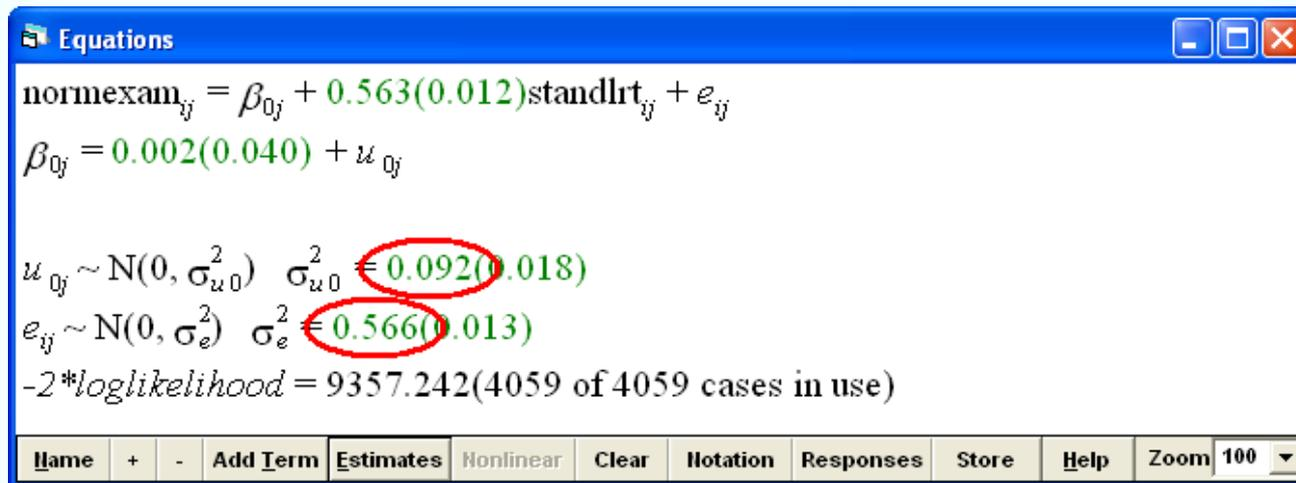 Equations
normexam_ij = β_0j + 0.563(0.012)standlrt_ij + e_ij
β_0j = 0.002(0.040) + u_0j
u_0j ~ N(0, σ²_u0) σ²_u0 = 0.092(0.018)
e_ij ~ N(0, σ²_e) σ²_e = 0.566(0.013)
-2*loglikelihood = 9357.242(4059 of 4059 cases in use)
Name + - Add Term Estimates Nonlinear Clear Notation Responses Store Help Zoom 100